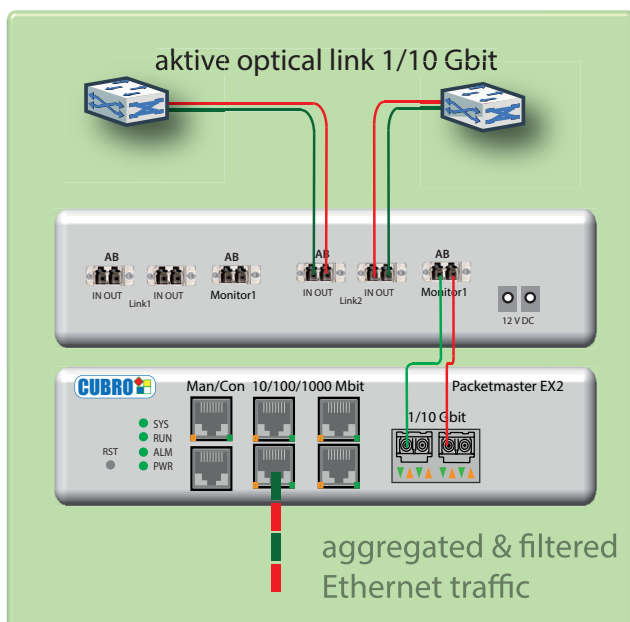 aktive optical link 1/10 Gbit
AB AB AB AB
IN OUT IN OUT Monitor1 IN OUT IN OUT Monitor1
Link1 Link2
12 V DC
CUBRO Man/Con 10/100/1000 Mbit Packetmaster EX2
1/10 Gbit
SYS
RUN
RST ALM
PWR
aggregated & filtered
Ethernet traffic